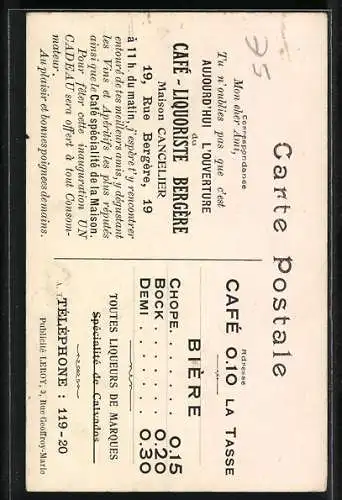 25
Carte Postale
Correspondance
Mon cher Ami,
Tu n'oublies pas que c'est
AUJOURD'HUI L'OUVERTURE
du
CAFÉ-LIQUORISTE BERGÈRE
Maison CANCELIER
19, Rue Bergère, 19
à 11 h. du matin, j'espère t'y rencontrer
entouré de tes meilleurs amis, y dégustant
les Vins et Apéritifs les plus réputés
ainsi que le Café spécialité de la Maison.
Pour fêter cette inauguration UN
CADEAU sera offert à tout Consom-
mateur.
Au plaisir et bonnes poignées de mains.
Adresse
CAFÉ 0.10 LA TASSE
BIÈRE
CHOPE. . . . . . 0.15
BOCK . . . . . . 0.20
DEMI . . . . . . 0.30
TOUTES LIQUEURS DE MARQUES
Spécialité de Calvados
TÉLÉPHONE : 119-20
Publicité LEROY, 3, Rue Geoffroy-Marie